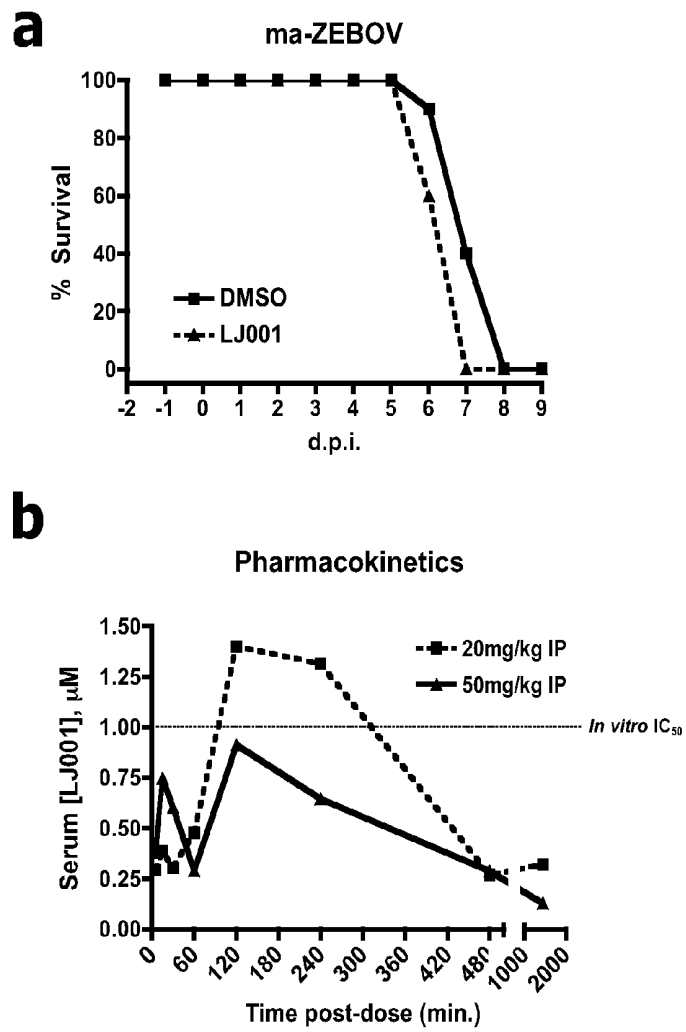 a
ma-ZEBOV
100
80
60
40
20
0
% Survival
DMSO
LJ001
-2 -1 0 1 2 3 4 5 6 7 8 9
d.p.i.
b
Pharmacokinetics
1.50
1.25
1.00
0.75
0.50
0.25
0.00
Serum [LJ001], µM
20mg/kg IP
50mg/kg IP
In vitro IC50
0 60 120 180 240 300 360 420 480 1000 2000
Time post-dose (min.)